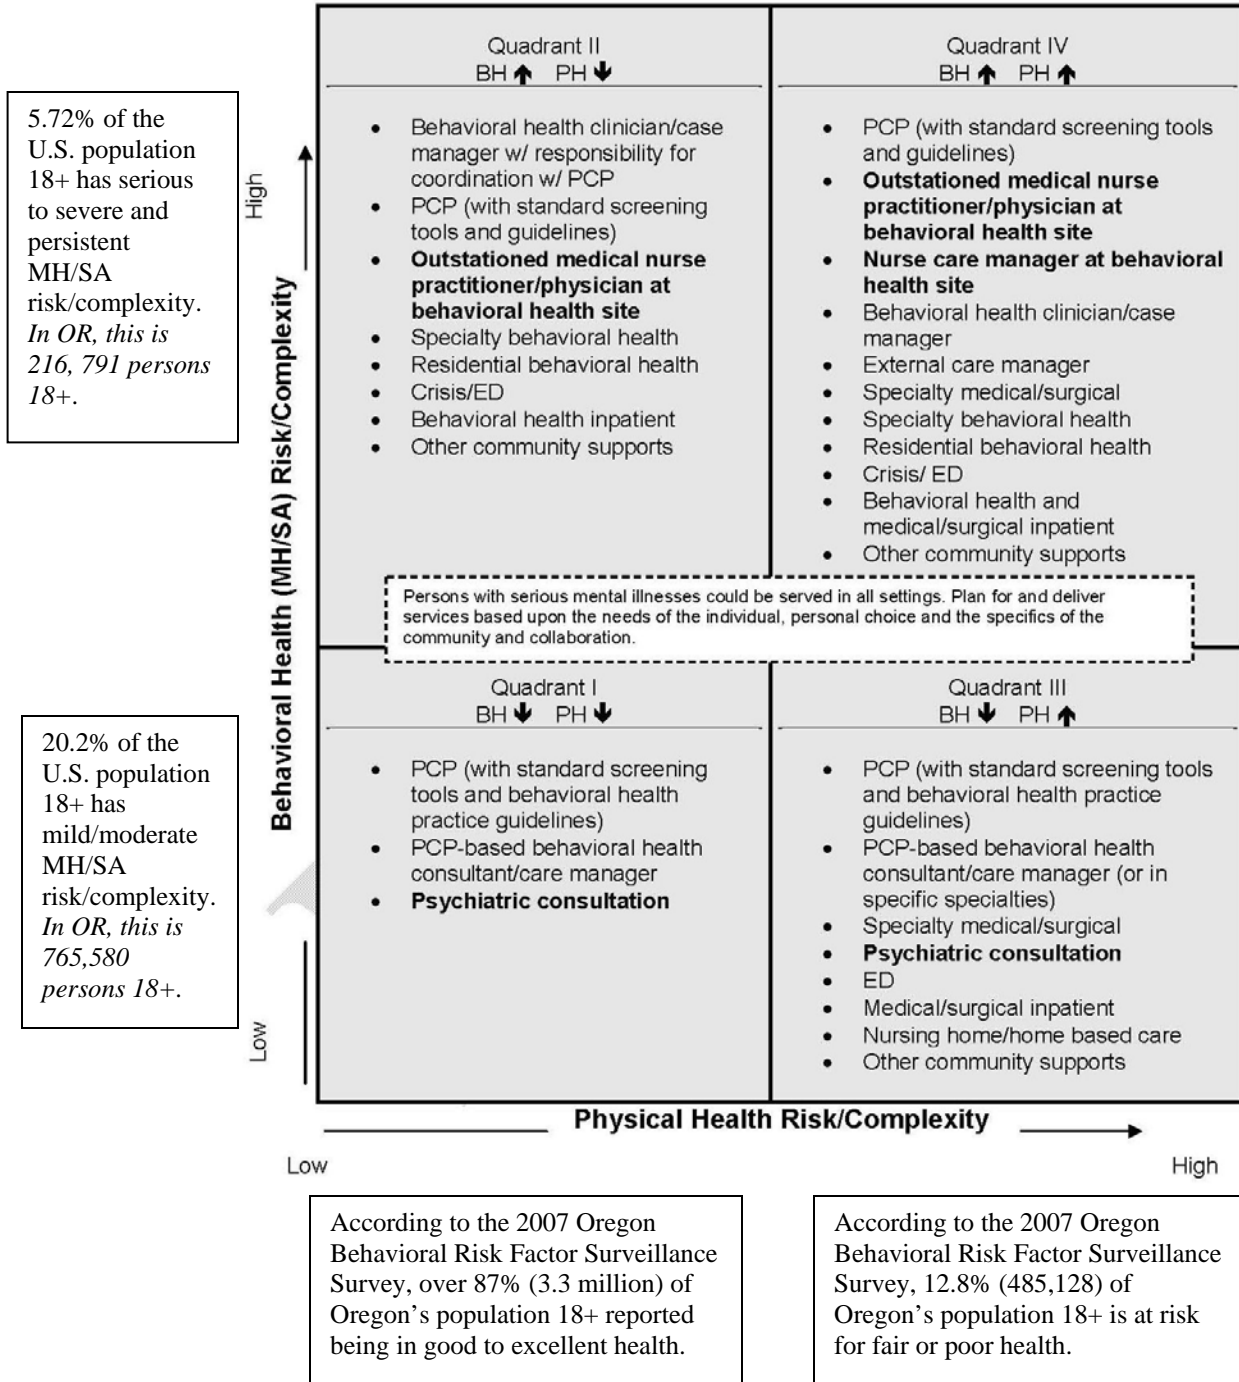 Quadrant II
BH ↑ PH ↓
• Behavioral health clinician/case
manager w/ responsibility for
coordination w/ PCP
• PCP (with standard screening
tools and guidelines)
• Outstationed medical nurse
practitioner/physician at
behavioral health site
• Specialty behavioral health
• Residential behavioral health
• Crisis/ED
• Behavioral health inpatient
• Other community supports
Quadrant IV
BH ↑ PH ↑
• PCP (with standard screening tools
and guidelines)
• Outstationed medical nurse
practitioner/physician at
behavioral health site
• Nurse care manager at behavioral
health site
• Behavioral health clinician/case
manager
• External care manager
• Specialty medical/surgical
• Specialty behavioral health
• Residential behavioral health
• Crisis/ ED
• Behavioral health and
medical/surgical inpatient
• Other community supports
5.72% of the
U.S. population
18+ has serious
to severe and
persistent
MH/SA
risk/complexity.
In OR, this is
216, 791 persons
18+.
High
Behavioral Health (MH/SA) Risk/Complexity
Low
Persons with serious mental illnesses could be served in all settings. Plan for and deliver
services based upon the needs of the individual, personal choice and the specifics of the
community and collaboration.
20.2% of the
U.S. population
18+ has
mild/moderate
MH/SA
risk/complexity.
In OR, this is
765,580
persons 18+.
Quadrant I
BH ↓ PH ↓
• PCP (with standard screening
tools and behavioral health
practice guidelines)
• PCP-based behavioral health
consultant/care manager
• Psychiatric consultation
Quadrant III
BH ↓ PH ↑
• PCP (with standard screening tools
and behavioral health practice
guidelines)
• PCP-based behavioral health
consultant/care manager (or in
specific specialties)
• Specialty medical/surgical
• Psychiatric consultation
• ED
• Medical/surgical inpatient
• Nursing home/home based care
• Other community supports
Physical Health Risk/Complexity
Low
High
According to the 2007 Oregon
Behavioral Risk Factor Surveillance
Survey, over 87% (3.3 million) of
Oregon’s population 18+ reported
being in good to excellent health.
According to the 2007 Oregon
Behavioral Risk Factor Surveillance
Survey, 12.8% (485,128) of
Oregon’s population 18+ is at risk
for fair or poor health.